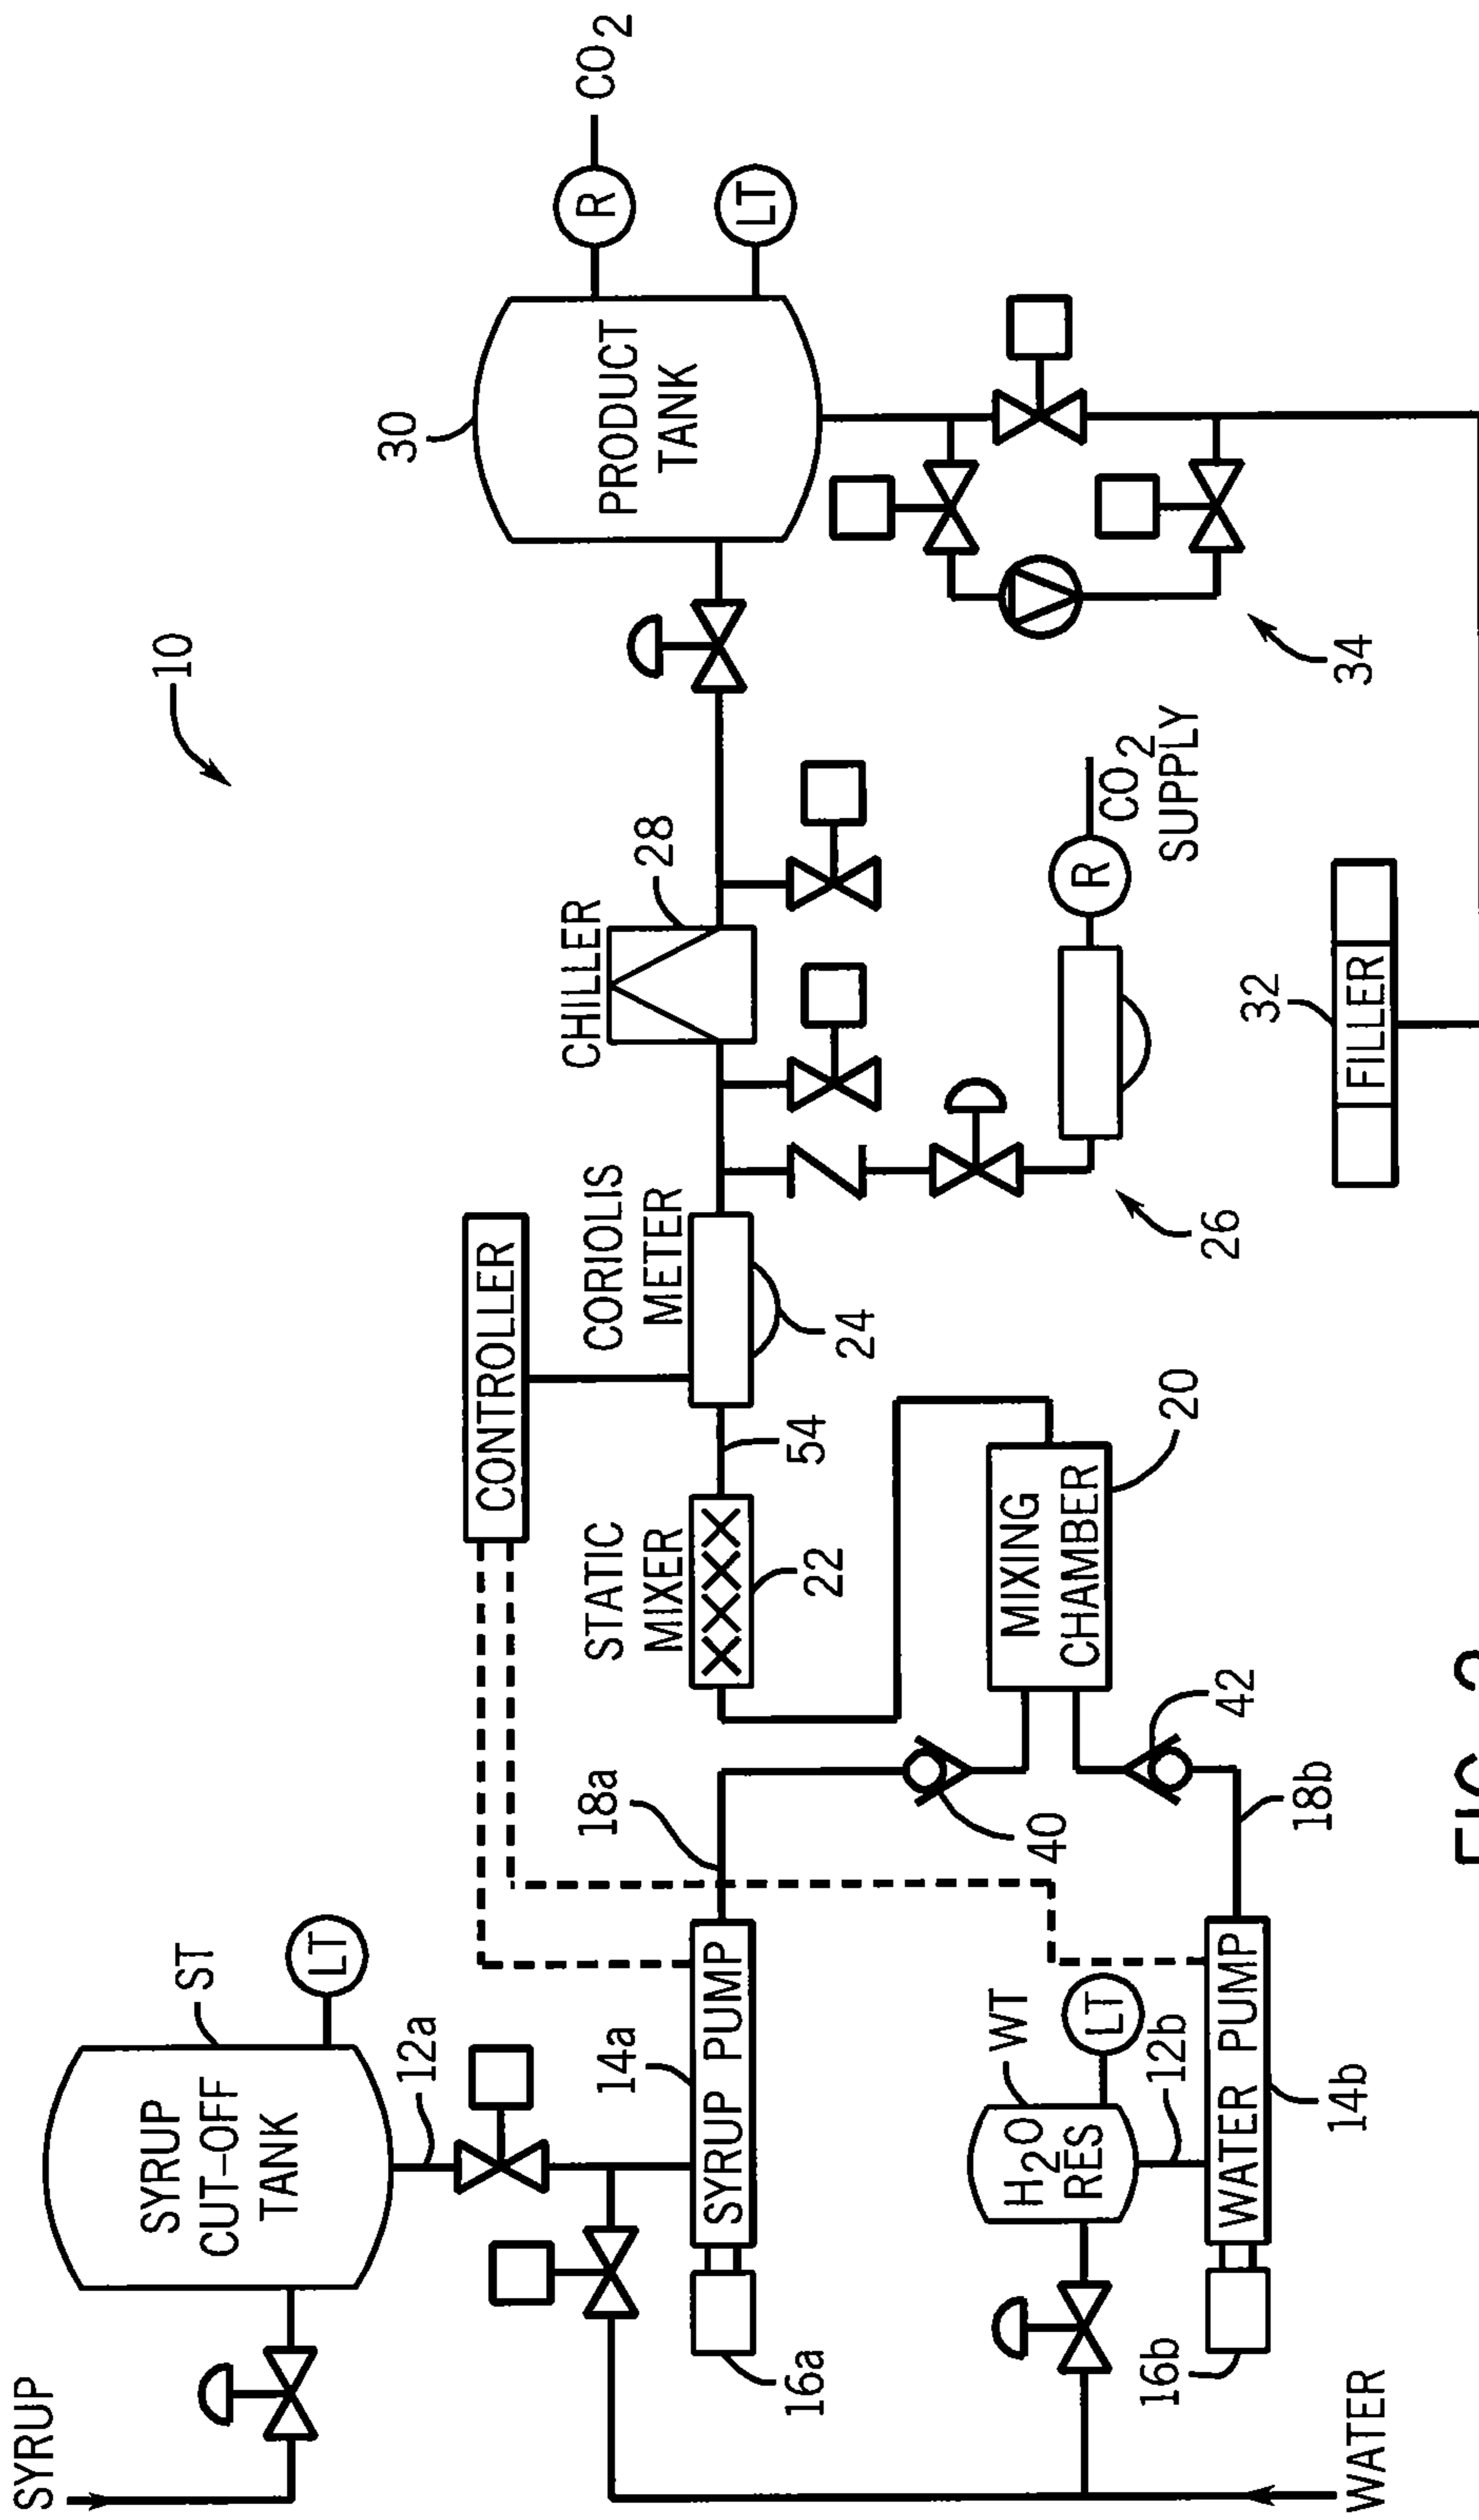 10
SYRUP
SYRUP
CUT-OFF
TANK
ST
LT
12a
CONTROLLER
30
PRODUCT
TANK
R
CO2
LT
14a
SYRUP PUMP
16a
18a
STATIC
MIXER
22
54
CORIOLIS
METER
24
CHILLER
28
H2O
RES
WT
LT
12b
40
MIXING
CHAMBER
20
42
R
CO2
SUPPLY
26
34
16b
WATER PUMP
14b
18b
32
FILLER
WATER